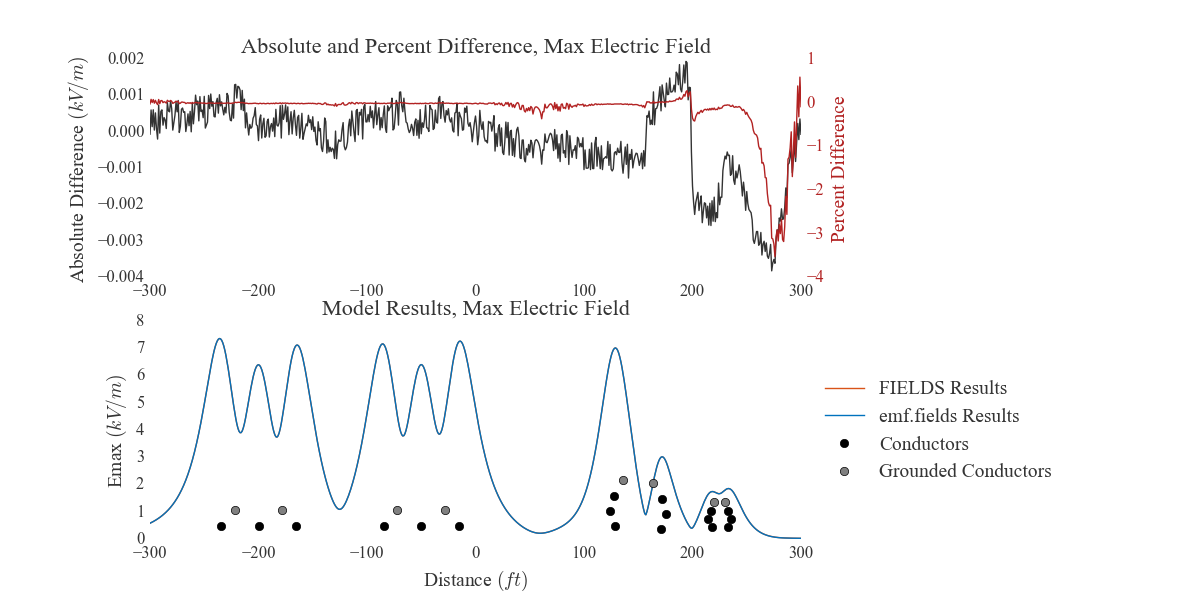 Absolute and Percent Difference, Max Electric Field
Absolute Difference (kV/m)
0.002
0.001
0.000
−0.001
−0.002
−0.003
−0.004
1
0
−1
−2
−3
−4
Percent Difference
−300 −200 −100 0 100 200 300
Model Results, Max Electric Field
Emax (kV/m)
8
7
6
5
4
3
2
1
0
−300 −200 −100 0 100 200 300
Distance (ft)
FIELDS Results
emf.fields Results
Conductors
Grounded Conductors